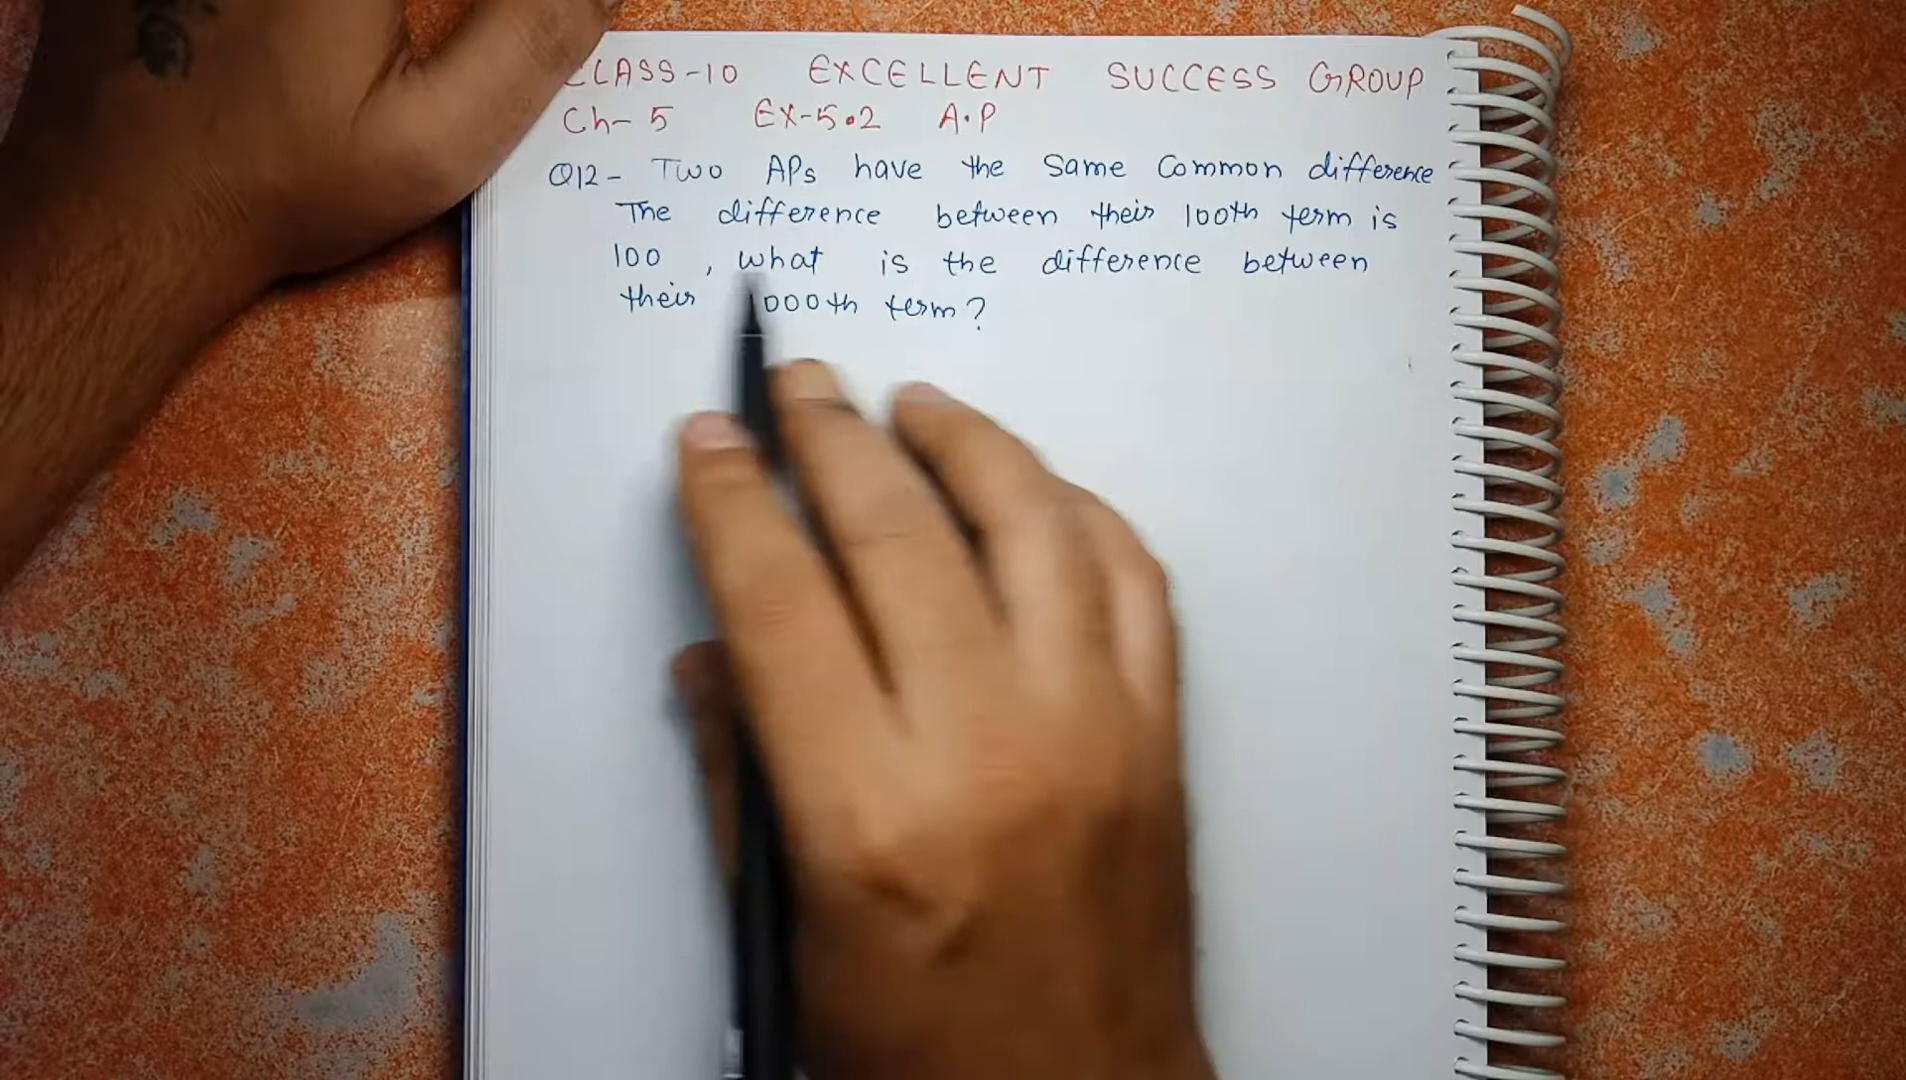 CLASS-10 EXCELLENT SUCCESS GROUP
Ch-5 EX-5.2 A.P
Q12- Two APs have the same common difference
The difference between their 100th term is
100 , what is the difference between
their 1000th term?